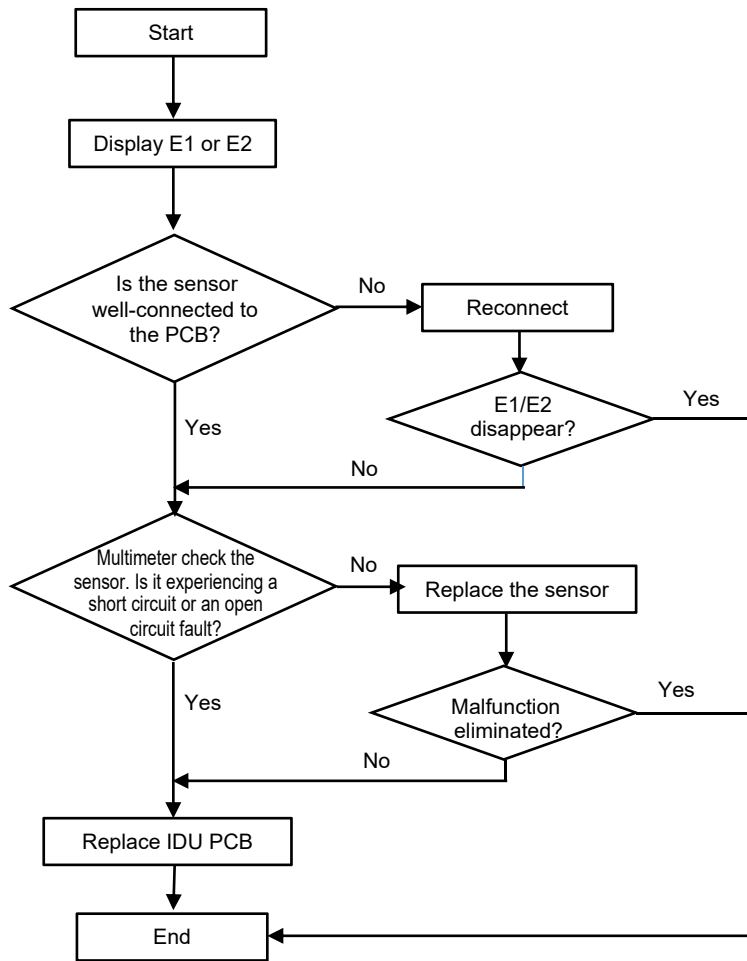 Start
Display E1 or E2
Is the sensor
well-connected to
the PCB?
No
Reconnect
E1/E2
disappear?
Yes
Yes
No
Multimeter check the
sensor. Is it experiencing a
short circuit or an open
circuit fault?
No
Replace the sensor
Malfunction
eliminated?
Yes
Yes
No
Replace IDU PCB
End